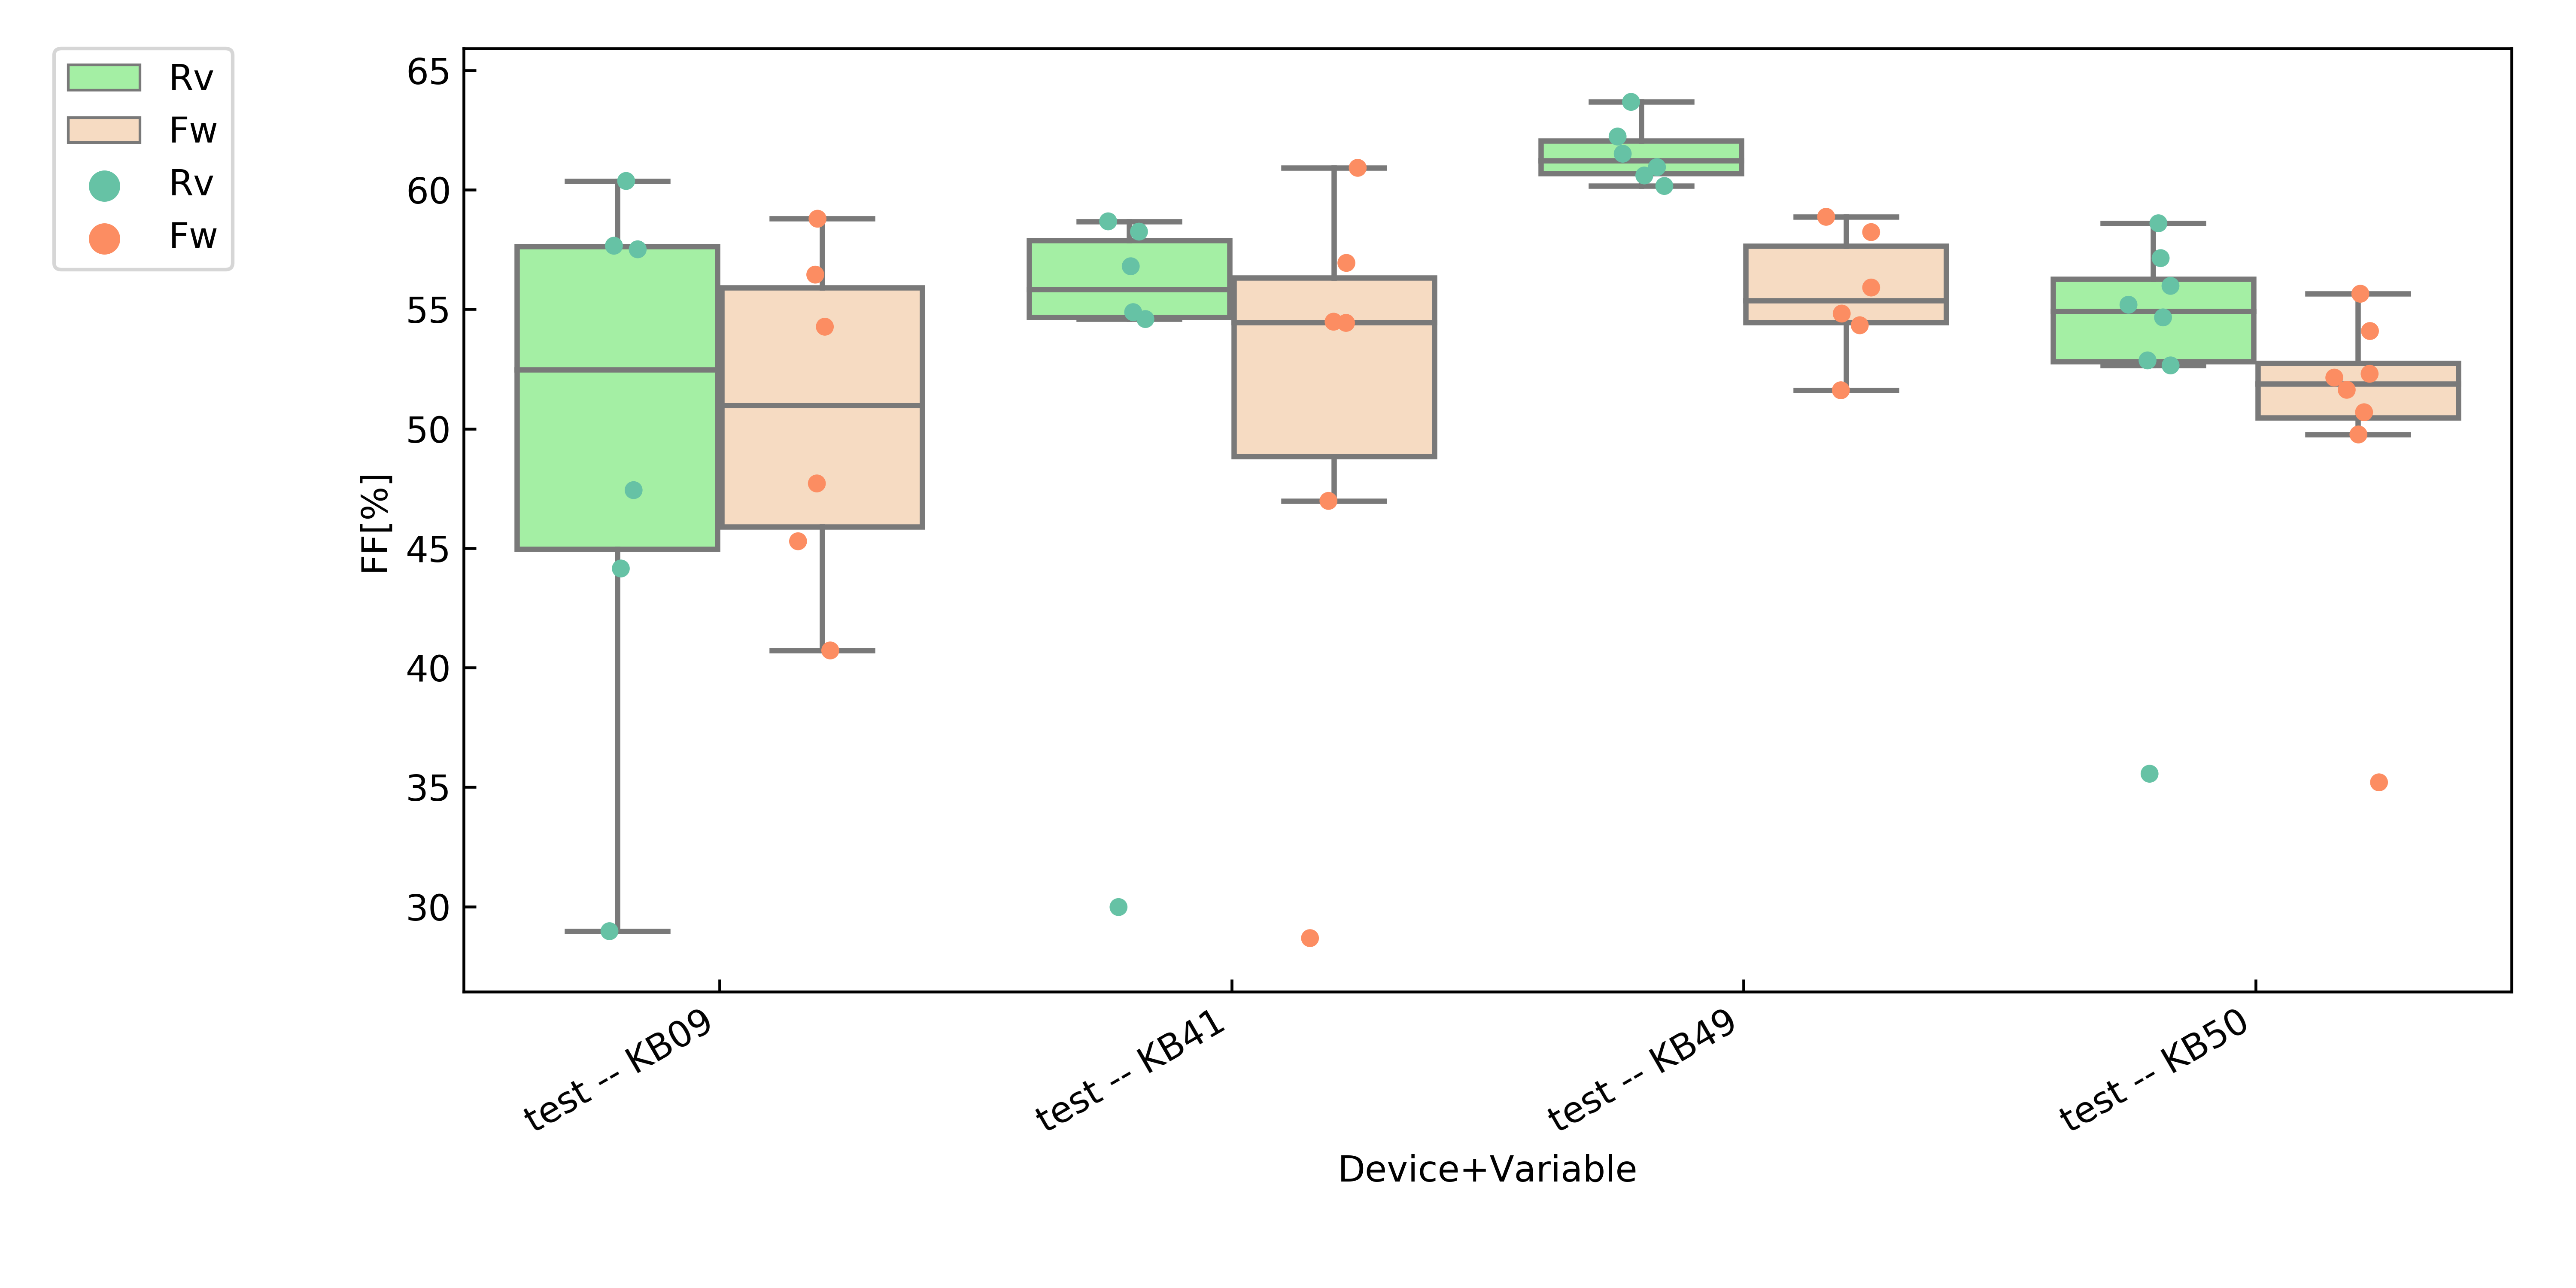 Rv
Fw
Rv
Fw
65
60
55
50
45
40
35
30
FF[%]
test -- KB09
test -- KB41
test -- KB49
test -- KB50
Device+Variable